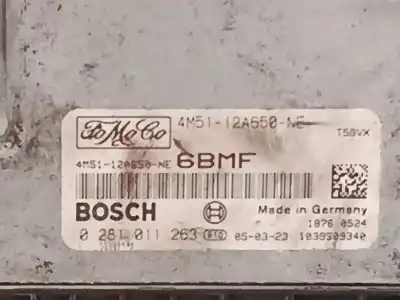 FoMoCo
4M51-12A650-NE
T5BVX
4M51-12A650-NE 6BMF
BOSCH
Made in Germany
1876 0524
0 281 011 263 05-03-23 1039S09340